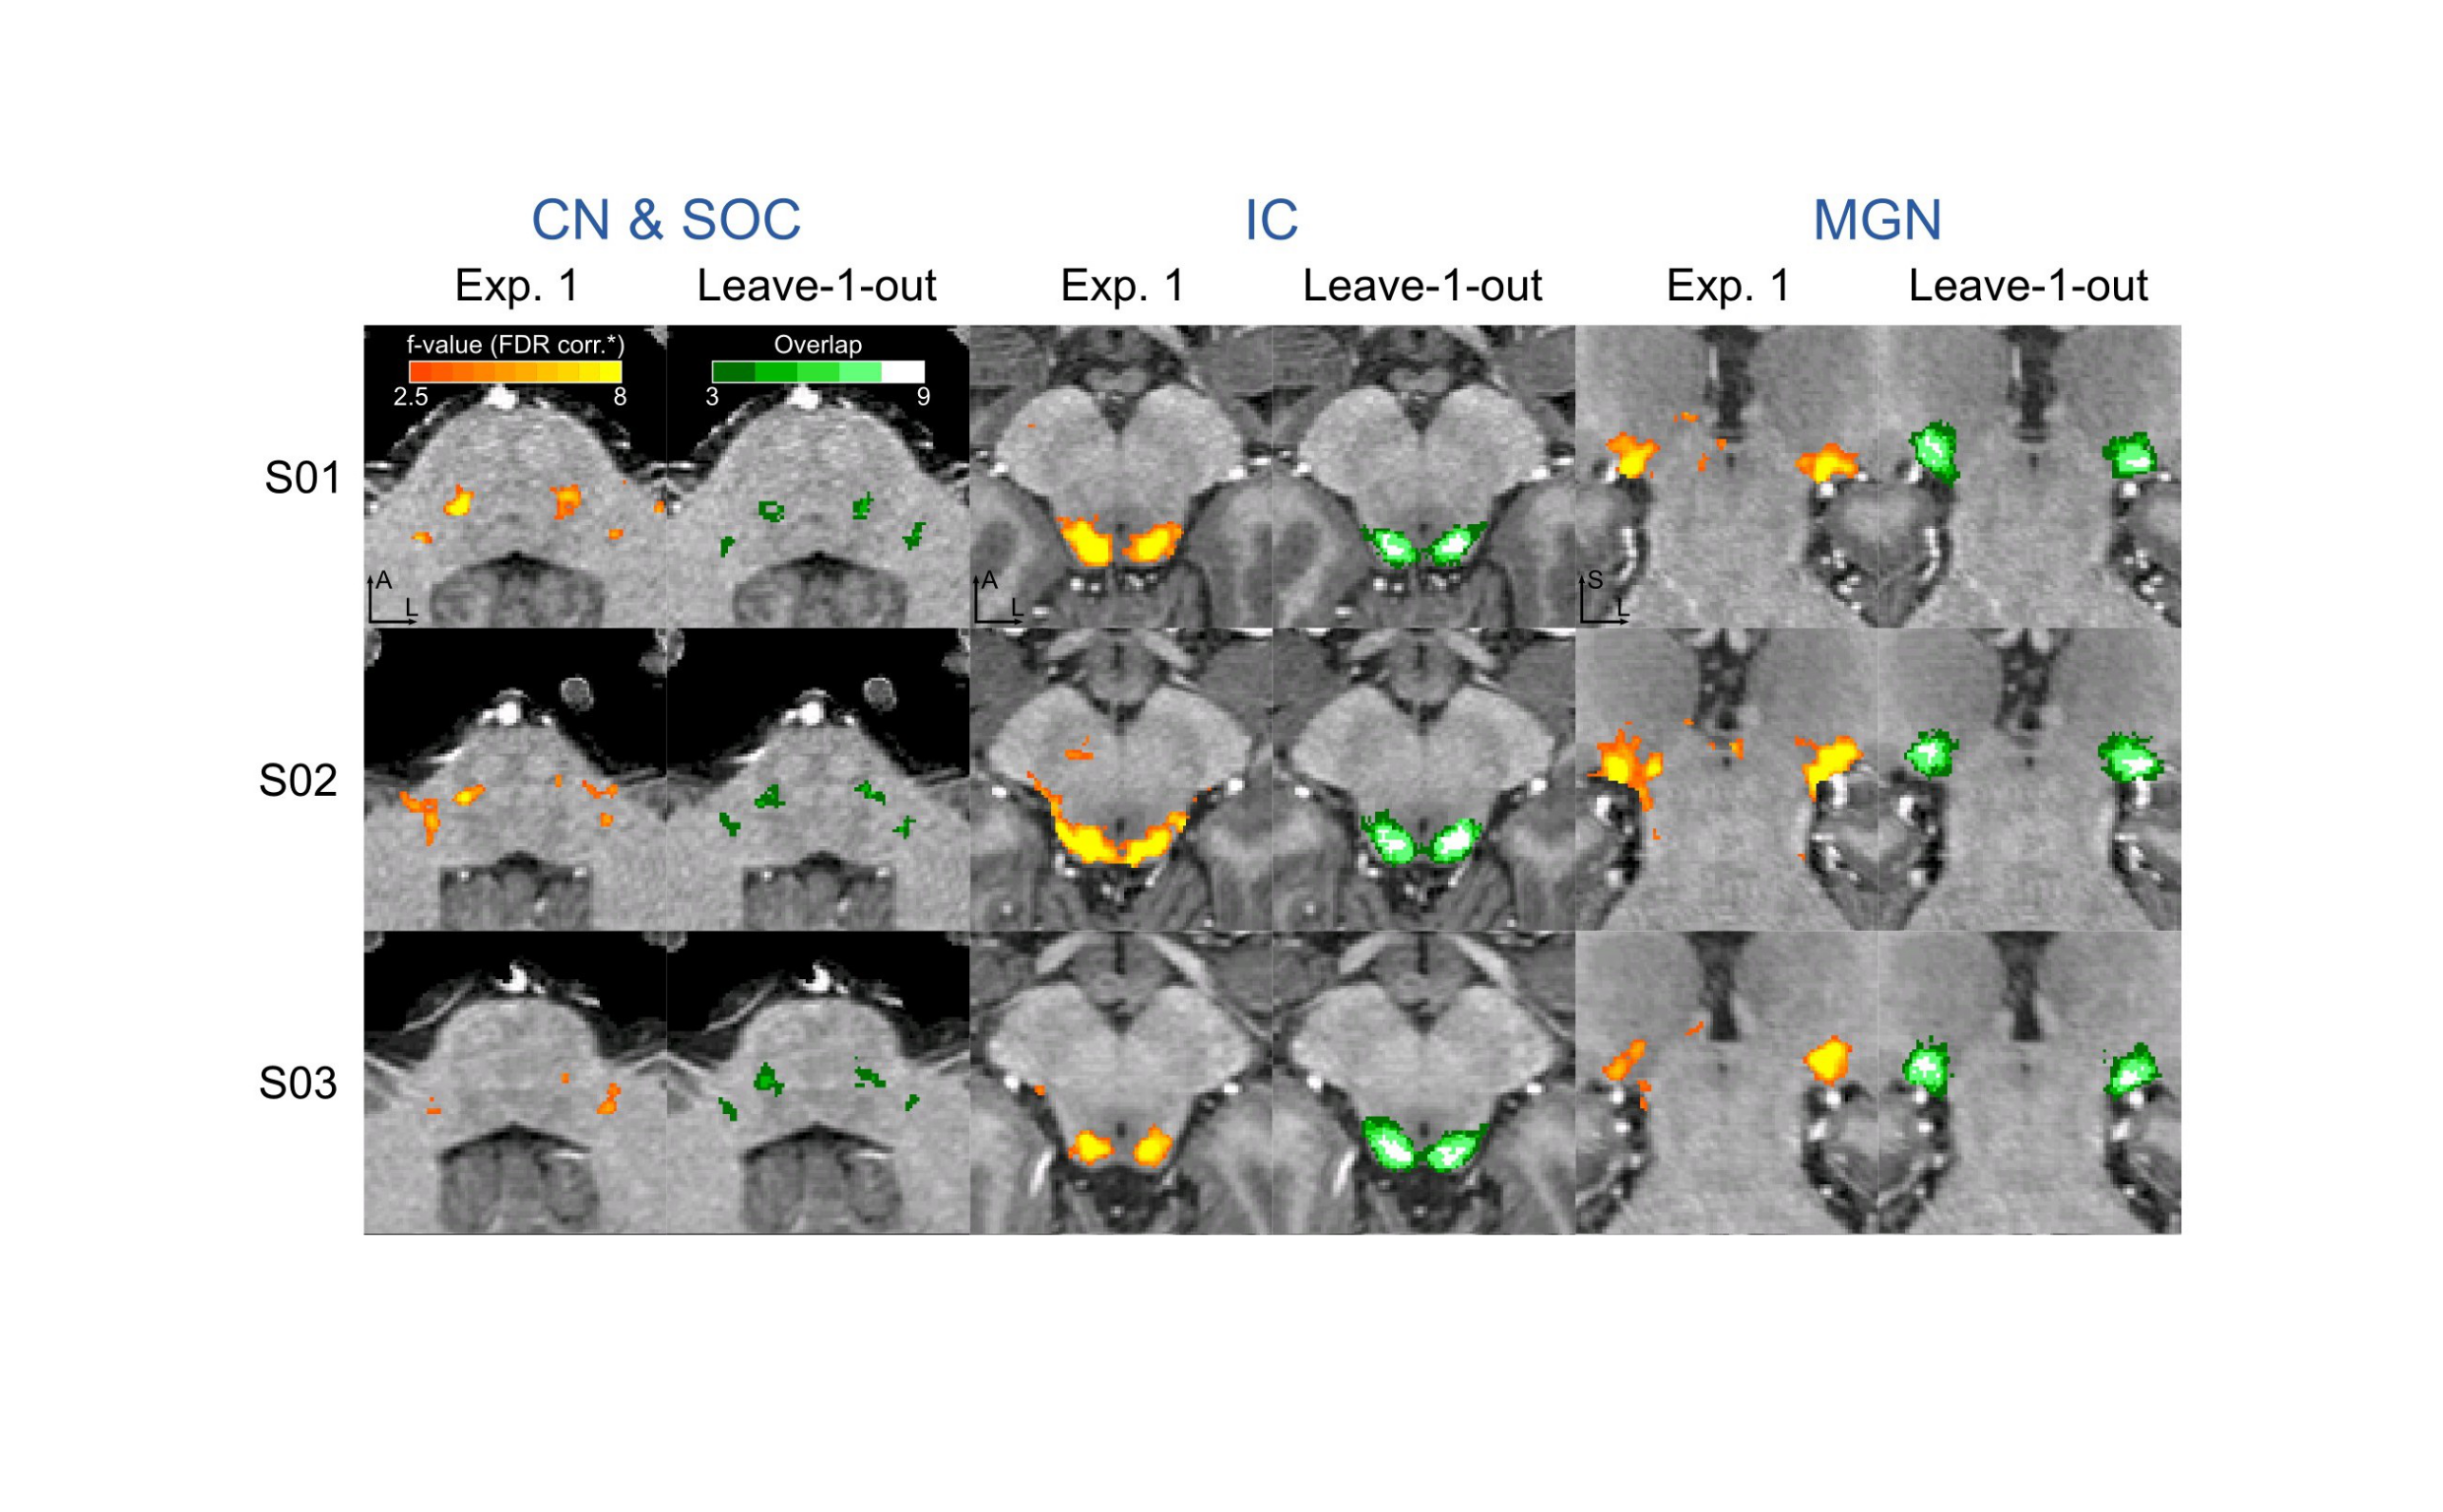 CN & SOC IC MGN
Exp. 1 Leave-1-out Exp. 1 Leave-1-out Exp. 1 Leave-1-out
f-value (FDR corr.*) Overlap
2.5 8 3 9
S01
A A S
L L L
S02
S03